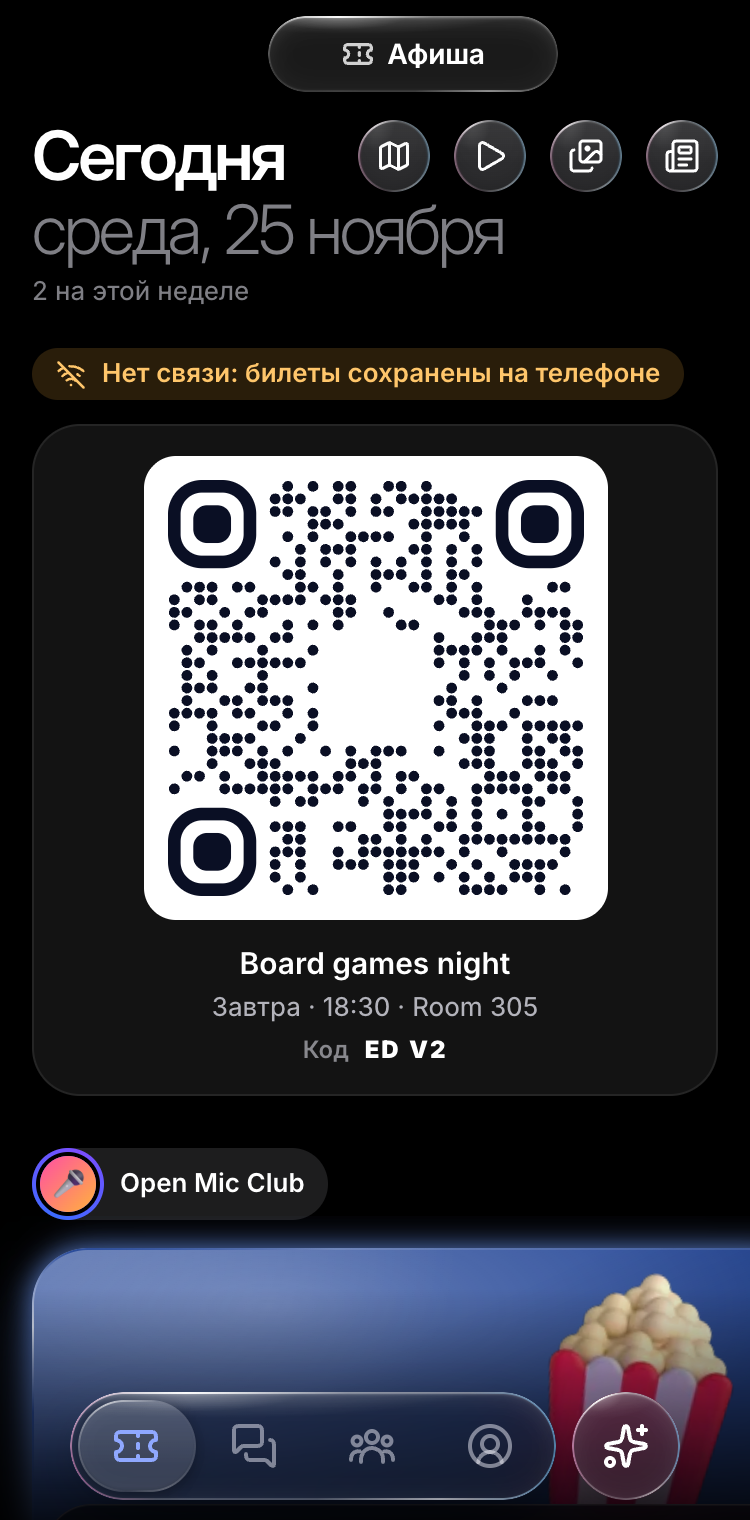 Афиша
Сегодня
среда, 25 ноября
2 на этой неделе
Нет связи: билеты сохранены на телефоне
Board games night
Завтра · 18:30 · Room 305
Код ED V2
Open Mic Club